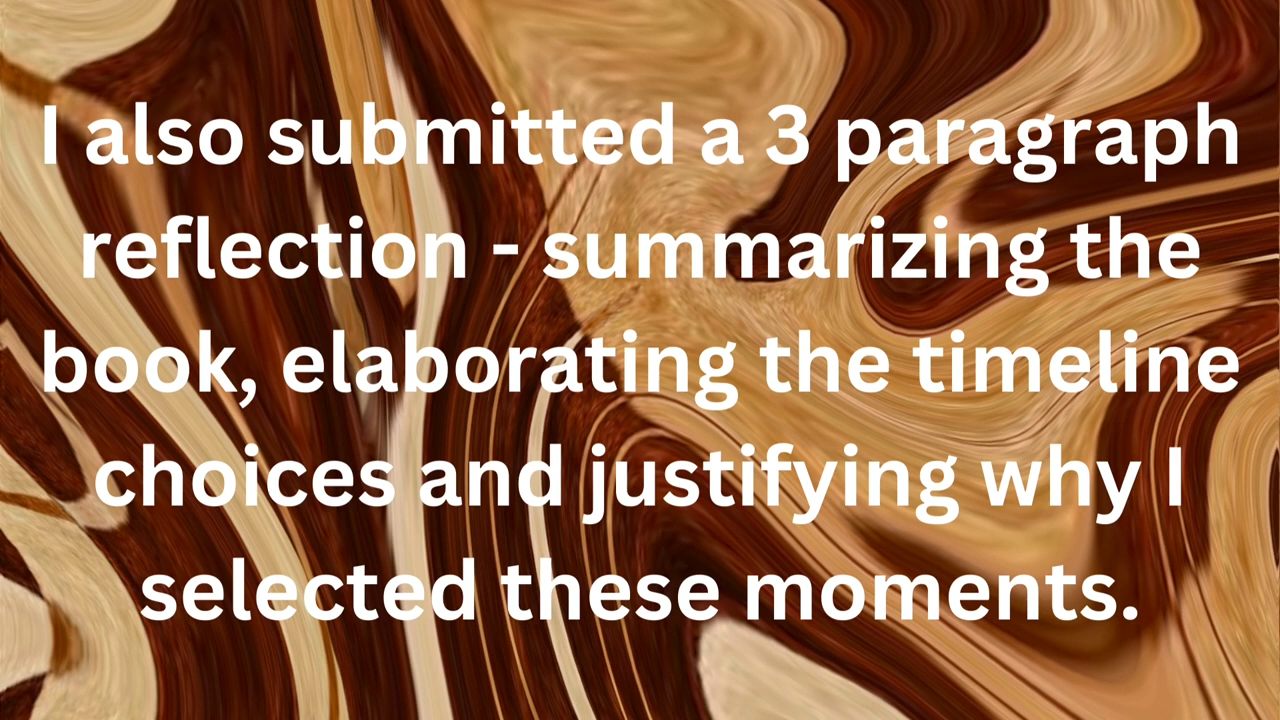 I also submitted a 3 paragraph
reflection - summarizing the
book, elaborating the timeline
choices and justifying why I
selected these moments.